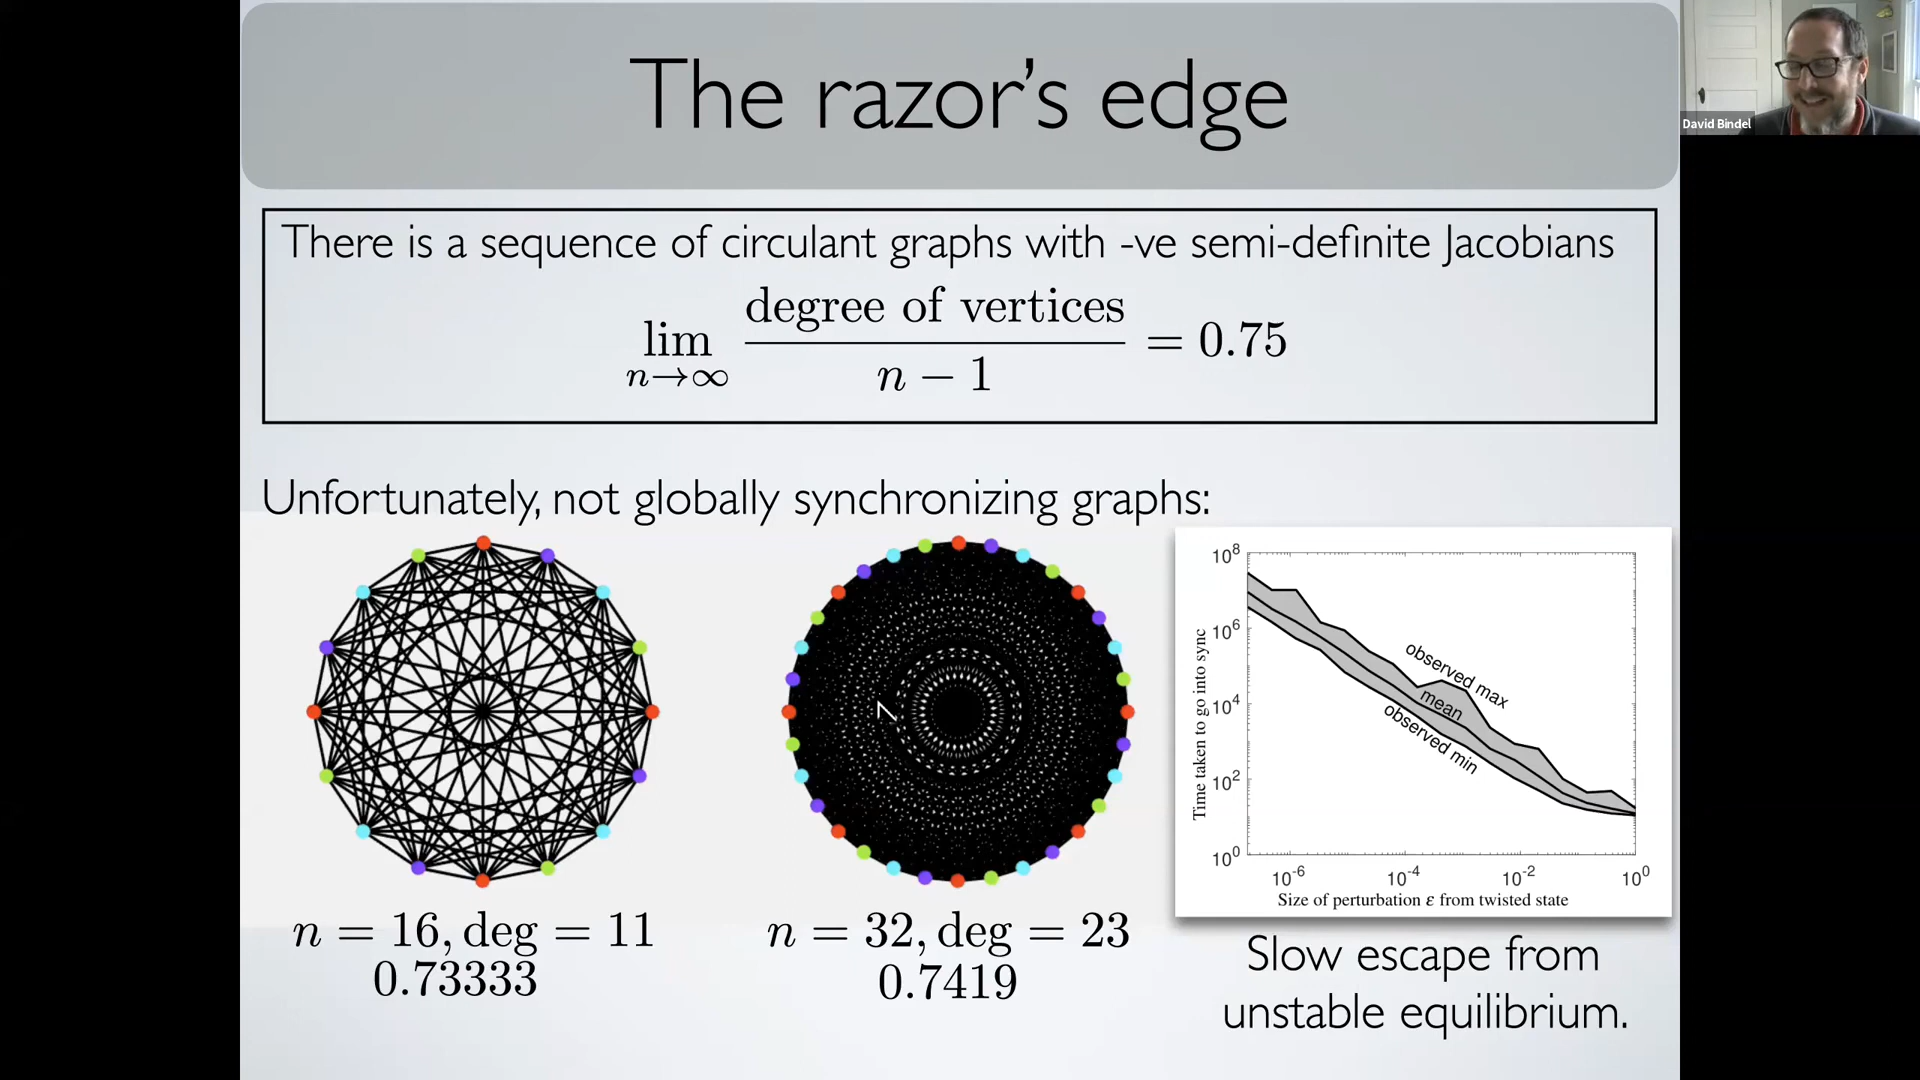 The razor's edge
David Bindel
There is a sequence of circulant graphs with -ve semi-definite Jacobians
lim n→∞ degree of vertices / n − 1 = 0.75
Unfortunately, not globally synchronizing graphs:
n = 16, deg = 11
0.73333
n = 32, deg = 23
0.7419
10^8
10^6
10^4
10^2
10^0
Time taken to go into sync
observed max
mean
observed min
10^-6 10^-4 10^-2 10^0
Size of perturbation ε from twisted state
Slow escape from
unstable equilibrium.